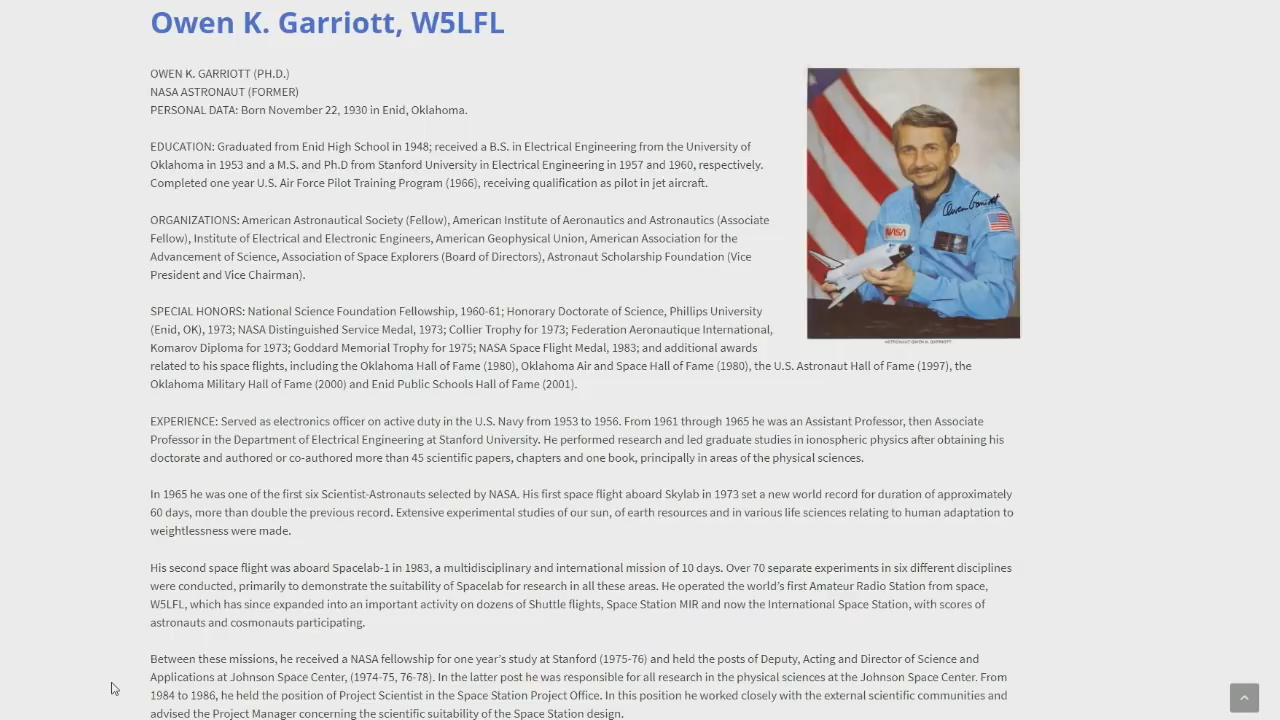 Owen K. Garriott, W5LFL
OWEN K. GARRIOTT (PH.D.)
NASA ASTRONAUT (FORMER)
PERSONAL DATA: Born November 22, 1930 in Enid, Oklahoma.
EDUCATION: Graduated from Enid High School in 1948; received a B.S. in Electrical Engineering from the University of
Oklahoma in 1953 and a M.S. and Ph.D from Stanford University in Electrical Engineering in 1957 and 1960, respectively.
Completed one year U.S. Air Force Pilot Training Program (1966), receiving qualification as pilot in jet aircraft.
ORGANIZATIONS: American Astronautical Society (Fellow), American Institute of Aeronautics and Astronautics (Associate
Fellow), Institute of Electrical and Electronic Engineers, American Geophysical Union, American Association for the
Advancement of Science, Association of Space Explorers (Board of Directors), Astronaut Scholarship Foundation (Vice
President and Vice Chairman).
SPECIAL HONORS: National Science Foundation Fellowship, 1960-61; Honorary Doctorate of Science, Phillips University
(Enid, OK), 1973; NASA Distinguished Service Medal, 1973; Collier Trophy for 1973; Federation Aeronautique International,
Komarov Diploma for 1973; Goddard Memorial Trophy for 1975; NASA Space Flight Medal, 1983; and additional awards
related to his space flights, including the Oklahoma Hall of Fame (1980), Oklahoma Air and Space Hall of Fame (1980), the U.S. Astronaut Hall of Fame (1997), the
Oklahoma Military Hall of Fame (2000) and Enid Public Schools Hall of Fame (2001).
Owen Garriott
NASA
ASTRONAUT OWEN K. GARRIOTT
EXPERIENCE: Served as electronics officer on active duty in the U.S. Navy from 1953 to 1956. From 1961 through 1965 he was an Assistant Professor, then Associate
Professor in the Department of Electrical Engineering at Stanford University. He performed research and led graduate studies in ionospheric physics after obtaining his
doctorate and authored or co-authored more than 45 scientific papers, chapters and one book, principally in areas of the physical sciences.
In 1965 he was one of the first six Scientist-Astronauts selected by NASA. His first space flight aboard Skylab in 1973 set a new world record for duration of approximately
60 days, more than double the previous record. Extensive experimental studies of our sun, of earth resources and in various life sciences relating to human adaptation to
weightlessness were made.
His second space flight was aboard Spacelab-1 in 1983, a multidisciplinary and international mission of 10 days. Over 70 separate experiments in six different disciplines
were conducted, primarily to demonstrate the suitability of Spacelab for research in all these areas. He operated the world’s first Amateur Radio Station from space,
W5LFL, which has since expanded into an important activity on dozens of Shuttle flights, Space Station MIR and now the International Space Station, with scores of
astronauts and cosmonauts participating.
Between these missions, he received a NASA fellowship for one year’s study at Stanford (1975-76) and held the posts of Deputy, Acting and Director of Science and
Applications at Johnson Space Center, (1974-75, 76-78). In the latter post he was responsible for all research in the physical sciences at the Johnson Space Center. From
1984 to 1986, he held the position of Project Scientist in the Space Station Project Office. In this position he worked closely with the external scientific communities and
advised the Project Manager concerning the scientific suitability of the Space Station design.